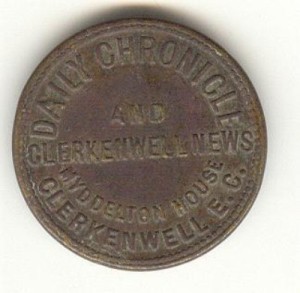 DAILY CHRONICLE
AND
CLERKENWELL NEWS
MYDDELTON HOUSE
CLERKENWELL E.C.